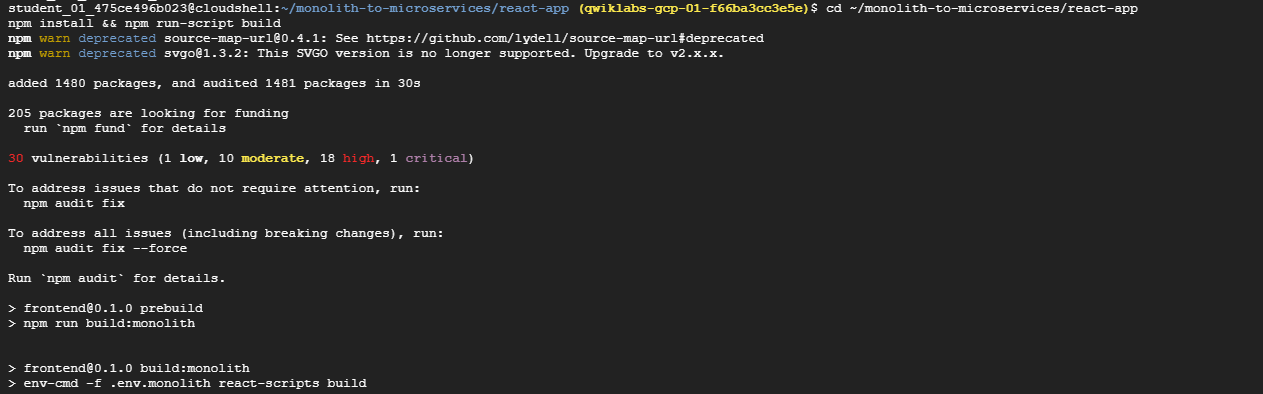 student_01_475ce496b023@cloudshell:~/monolith-to-microservices/react-app (qwiklabs-gcp-01-f66ba3cc3e5e)$ cd ~/monolith-to-microservices/react-app
npm install && npm run-script build
npm warn deprecated source-map-url@0.4.1: See https://github.com/lydell/source-map-url#deprecated
npm warn deprecated svgo@1.3.2: This SVGO version is no longer supported. Upgrade to v2.x.x.
added 1480 packages, and audited 1481 packages in 30s
205 packages are looking for funding
run `npm fund` for details
30 vulnerabilities (1 low, 10 moderate, 18 high, 1 critical)
To address issues that do not require attention, run:
npm audit fix
To address all issues (including breaking changes), run:
npm audit fix --force
Run `npm audit` for details.
> frontend@0.1.0 prebuild
> npm run build:monolith
> frontend@0.1.0 build:monolith
> env-cmd -f .env.monolith react-scripts build